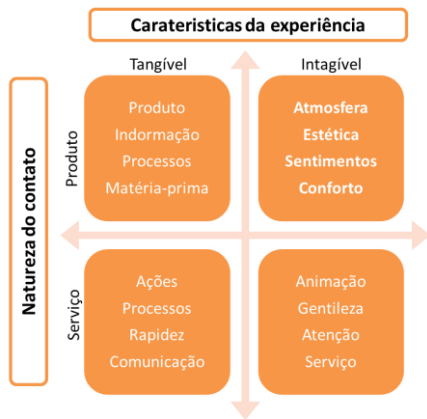 Carateristicas da experiência
Tangível
Intagível
Natureza do contato
Produto
Produto
Indormação
Processos
Matéria-prima
Atmosfera
Estética
Sentimentos
Conforto
Serviço
Ações
Processos
Rapidez
Comunicação
Animação
Gentileza
Atenção
Serviço